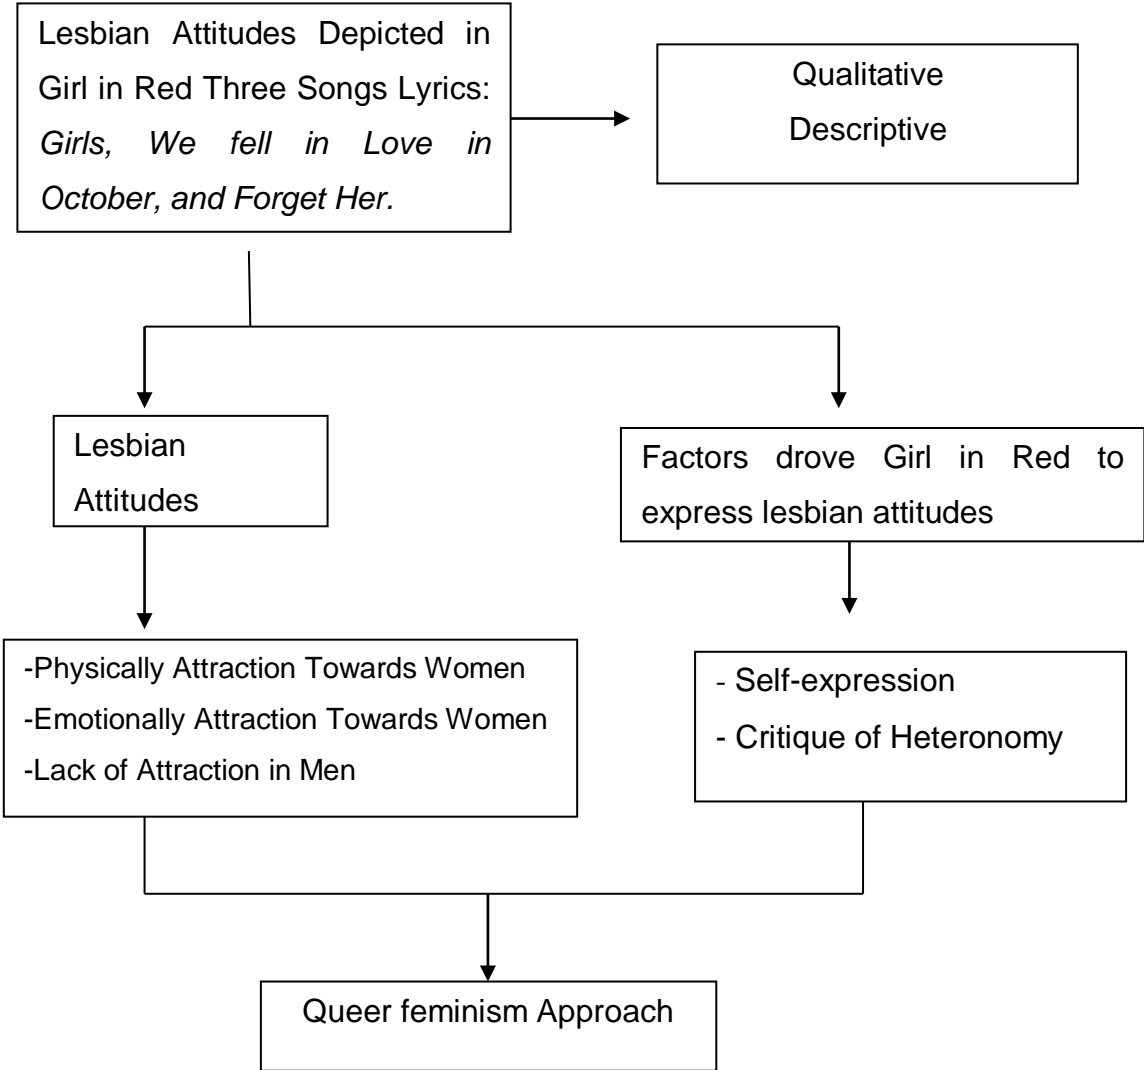 Lesbian Attitudes Depicted in
Girl in Red Three Songs Lyrics:
Girls, We fell in Love in
October, and Forget Her.
Qualitative
Descriptive
Lesbian
Attitudes
Factors drove Girl in Red to
express lesbian attitudes
-Physically Attraction Towards Women
-Emotionally Attraction Towards Women
-Lack of Attraction in Men
- Self-expression
- Critique of Heteronomy
Queer feminism Approach